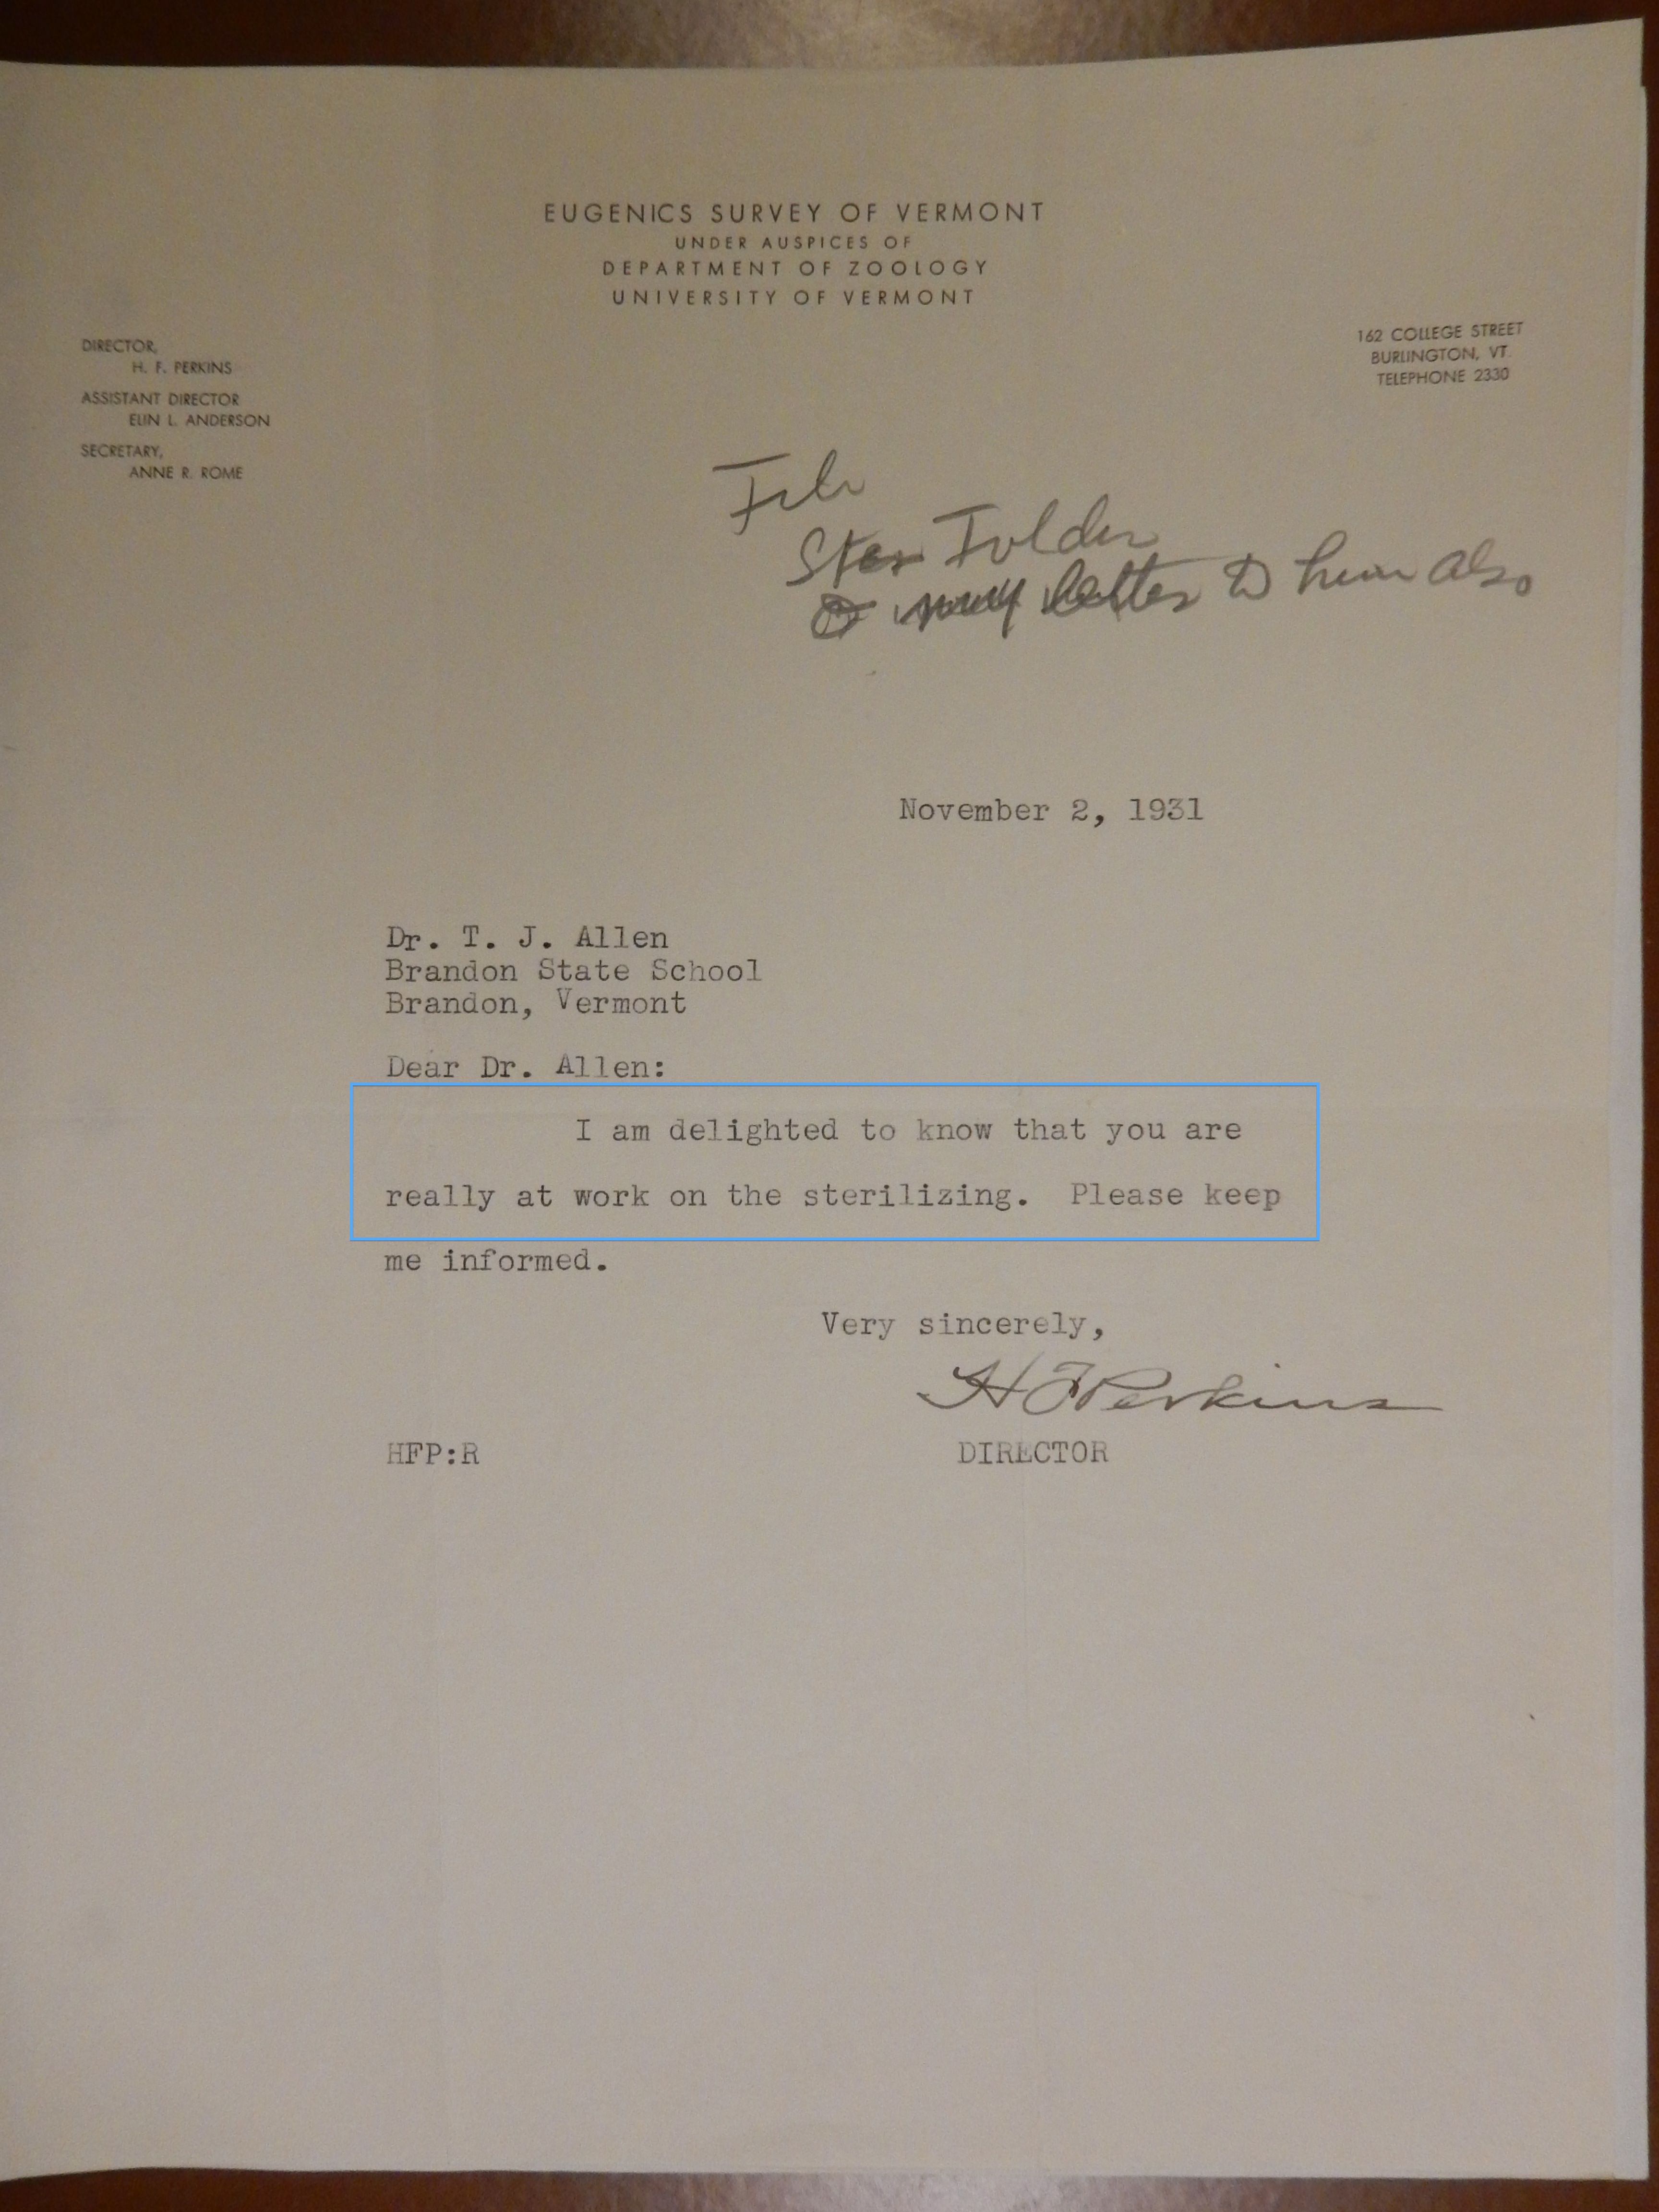 EUGENICS SURVEY OF VERMONT
UNDER AUSPICES OF
DEPARTMENT OF ZOOLOGY
UNIVERSITY OF VERMONT
DIRECTOR,
H. F. PERKINS
ASSISTANT DIRECTOR
ELIN L. ANDERSON
SECRETARY,
ANNE R. ROME
162 COLLEGE STREET
BURLINGTON, VT.
TELEPHONE 2330
File
Ster Folder
my letter to him also
November 2, 1931
Dr. T. J. Allen
Brandon State School
Brandon, Vermont
Dear Dr. Allen:
I am delighted to know that you are
really at work on the sterilizing. Please keep
me informed.
Very sincerely,
H F Perkins
HFP:R
DIRECTOR